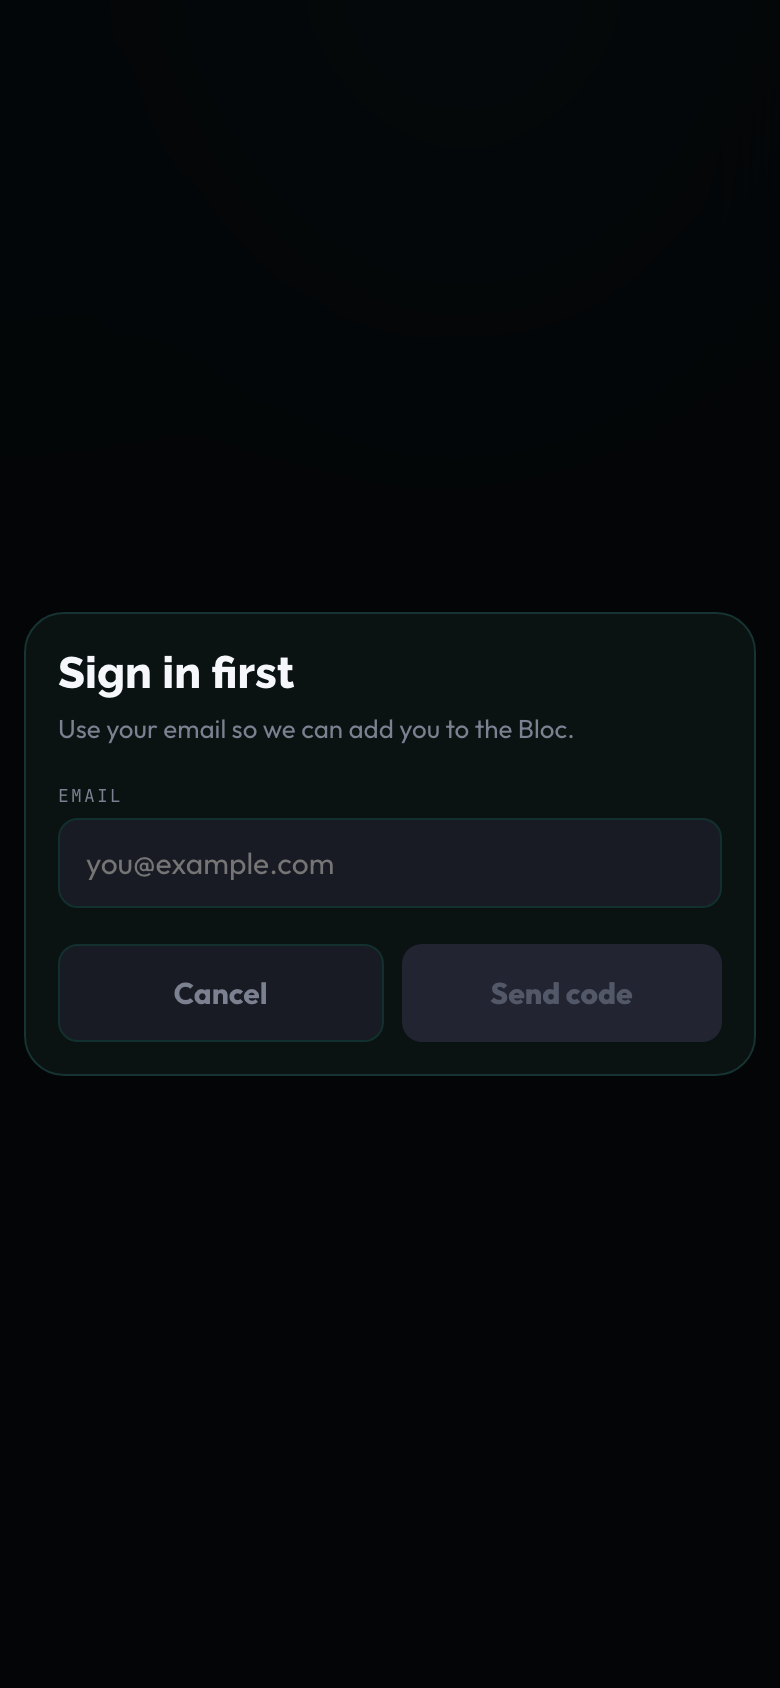 Sign in first
Use your email so we can add you to the Bloc.
EMAIL
you@example.com
Cancel
Send code